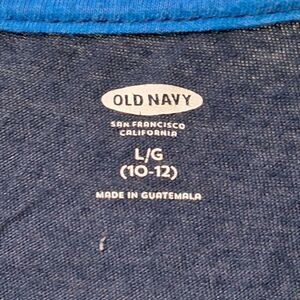 OLD NAVY
SAN FRANCISCO
CALIFORNIA
L/G
(10-12)
MADE IN GUATEMALA